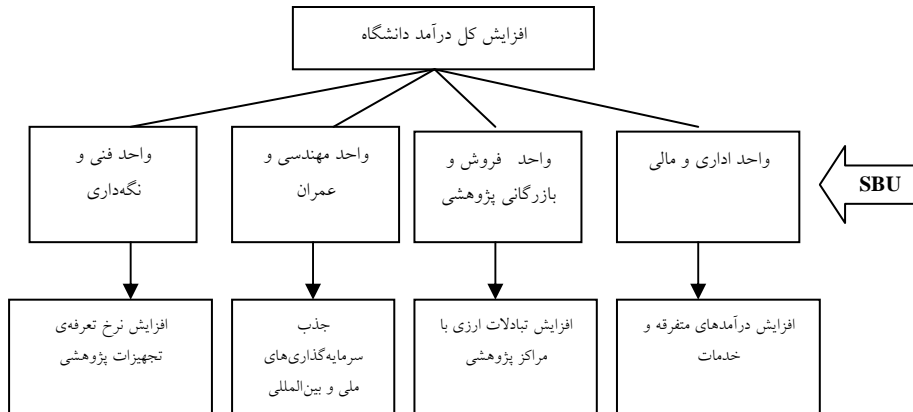 افزایش کل درآمد دانشگاه
واحد اداری و مالی
واحد فروش و
بازرگانی پژوهشی
واحد مهندسی و
عمران
واحد فنی و
نگه‌داری
SBU
افزایش درآمدهای متفرقه و
خدمات
افزایش تبادلات ارزی با
مراکز پژوهشی
جذب
سرمایه‌گذاری‌های
ملی و بین‌المللی
افزایش نرخ تعرفه‌ی
تجهیزات پژوهشی